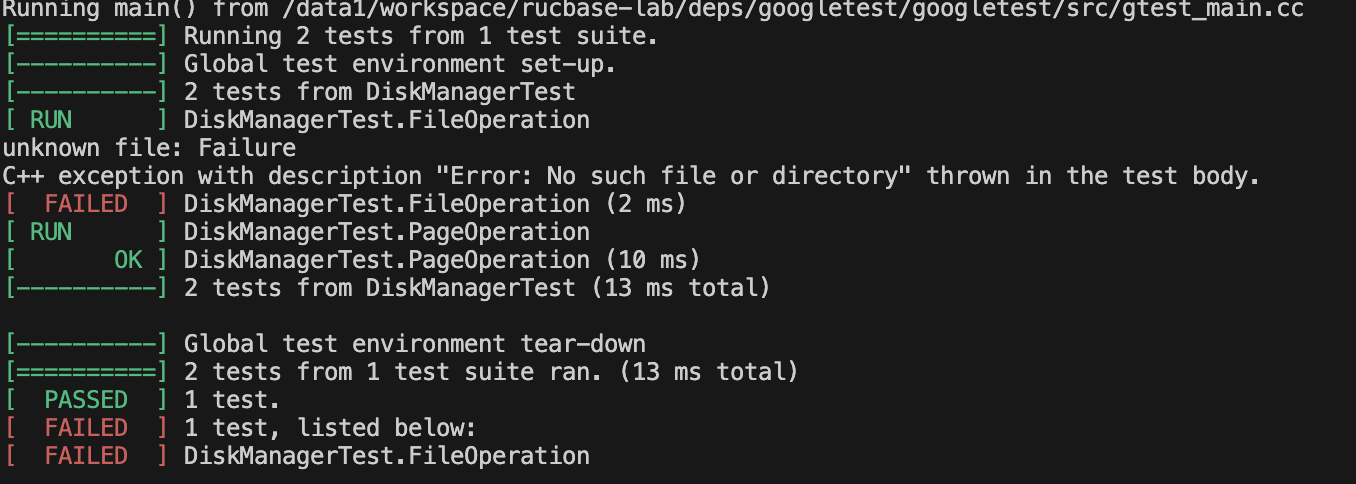 Running main() from /data1/workspace/rucbase-lab/deps/googletest/googletest/src/gtest_main.cc
[==========] Running 2 tests from 1 test suite.
[----------] Global test environment set-up.
[----------] 2 tests from DiskManagerTest
[ RUN      ] DiskManagerTest.FileOperation
unknown file: Failure
C++ exception with description "Error: No such file or directory" thrown in the test body.
[  FAILED  ] DiskManagerTest.FileOperation (2 ms)
[ RUN      ] DiskManagerTest.PageOperation
[       OK ] DiskManagerTest.PageOperation (10 ms)
[----------] 2 tests from DiskManagerTest (13 ms total)
[----------] Global test environment tear-down
[==========] 2 tests from 1 test suite ran. (13 ms total)
[  PASSED  ] 1 test.
[  FAILED  ] 1 test, listed below:
[  FAILED  ] DiskManagerTest.FileOperation